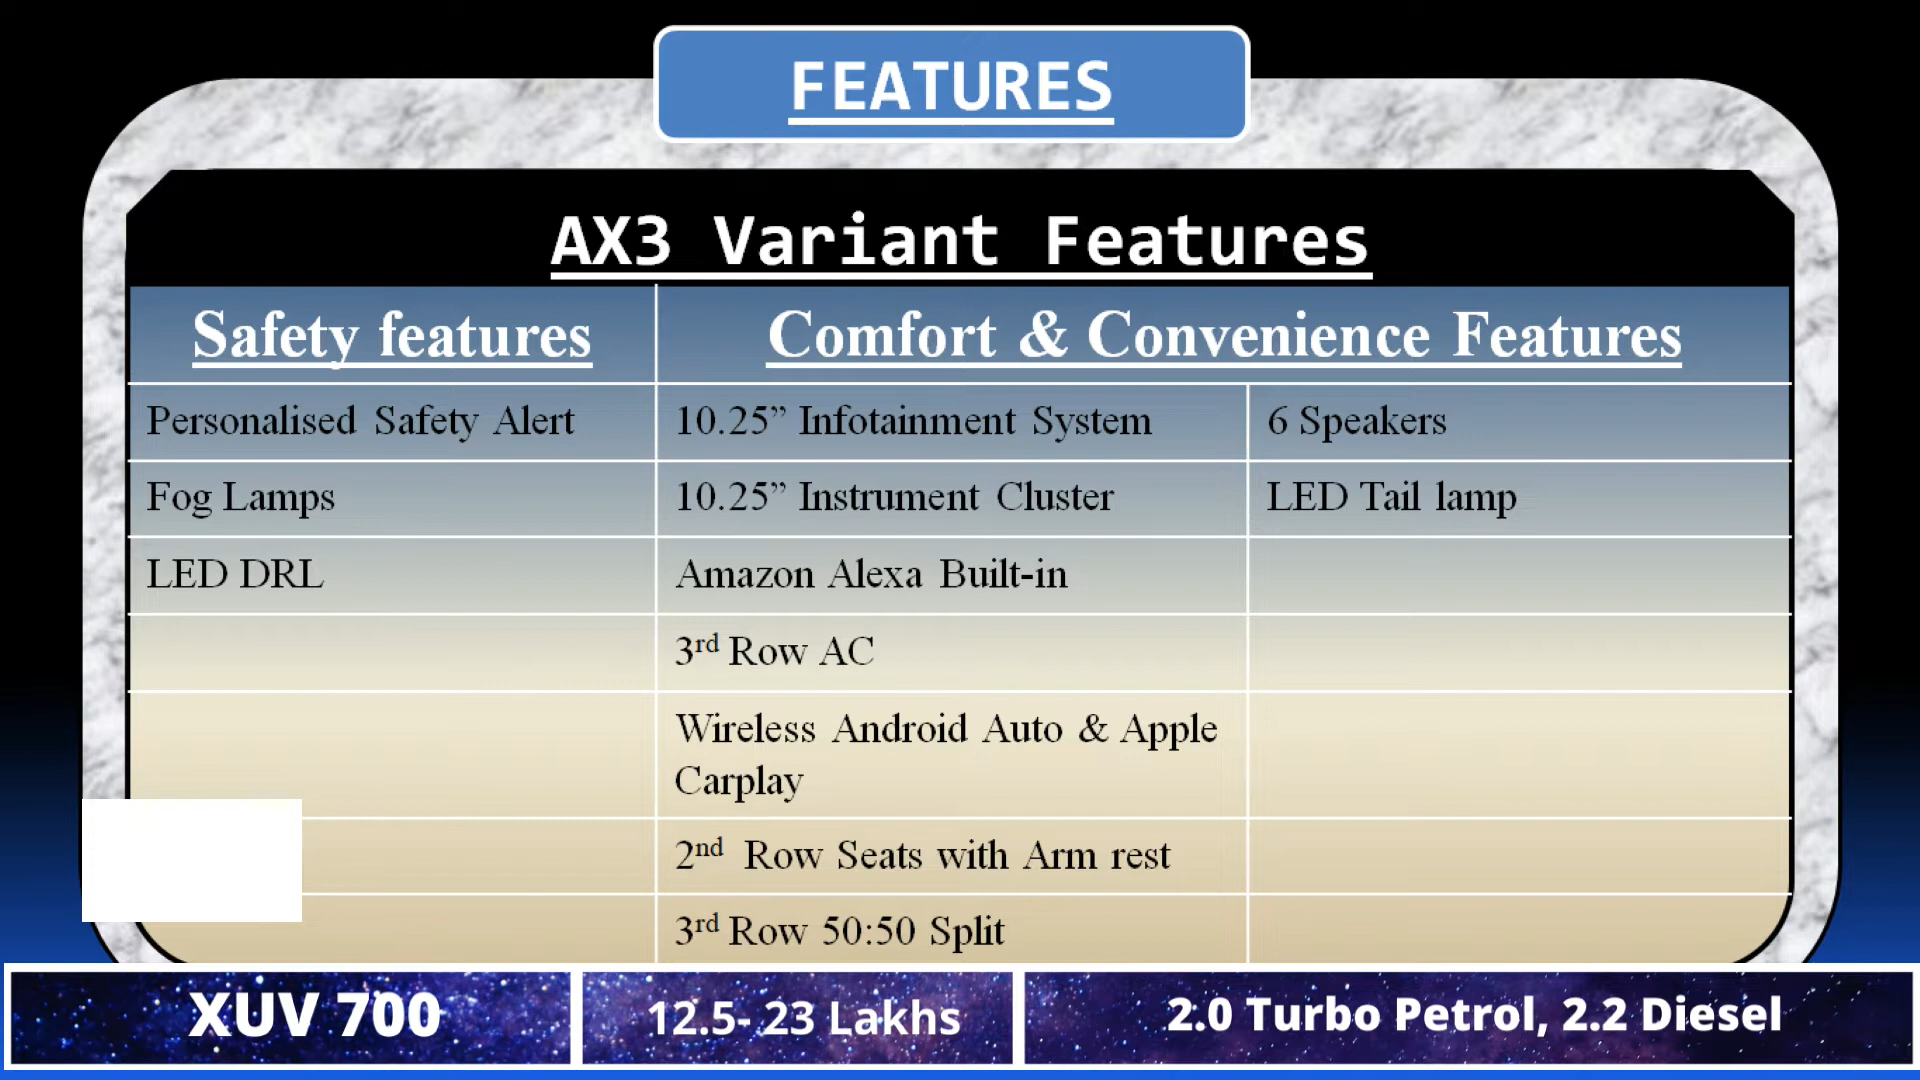 FEATURES
AX3 Variant Features
Safety features
Comfort & Convenience Features
Personalised Safety Alert
10.25” Infotainment System
6 Speakers
Fog Lamps
10.25” Instrument Cluster
LED Tail lamp
LED DRL
Amazon Alexa Built-in
3rd Row AC
Wireless Android Auto & Apple
Carplay
2nd Row Seats with Arm rest
3rd Row 50:50 Split
XUV 700
12.5- 23 Lakhs
2.0 Turbo Petrol, 2.2 Diesel